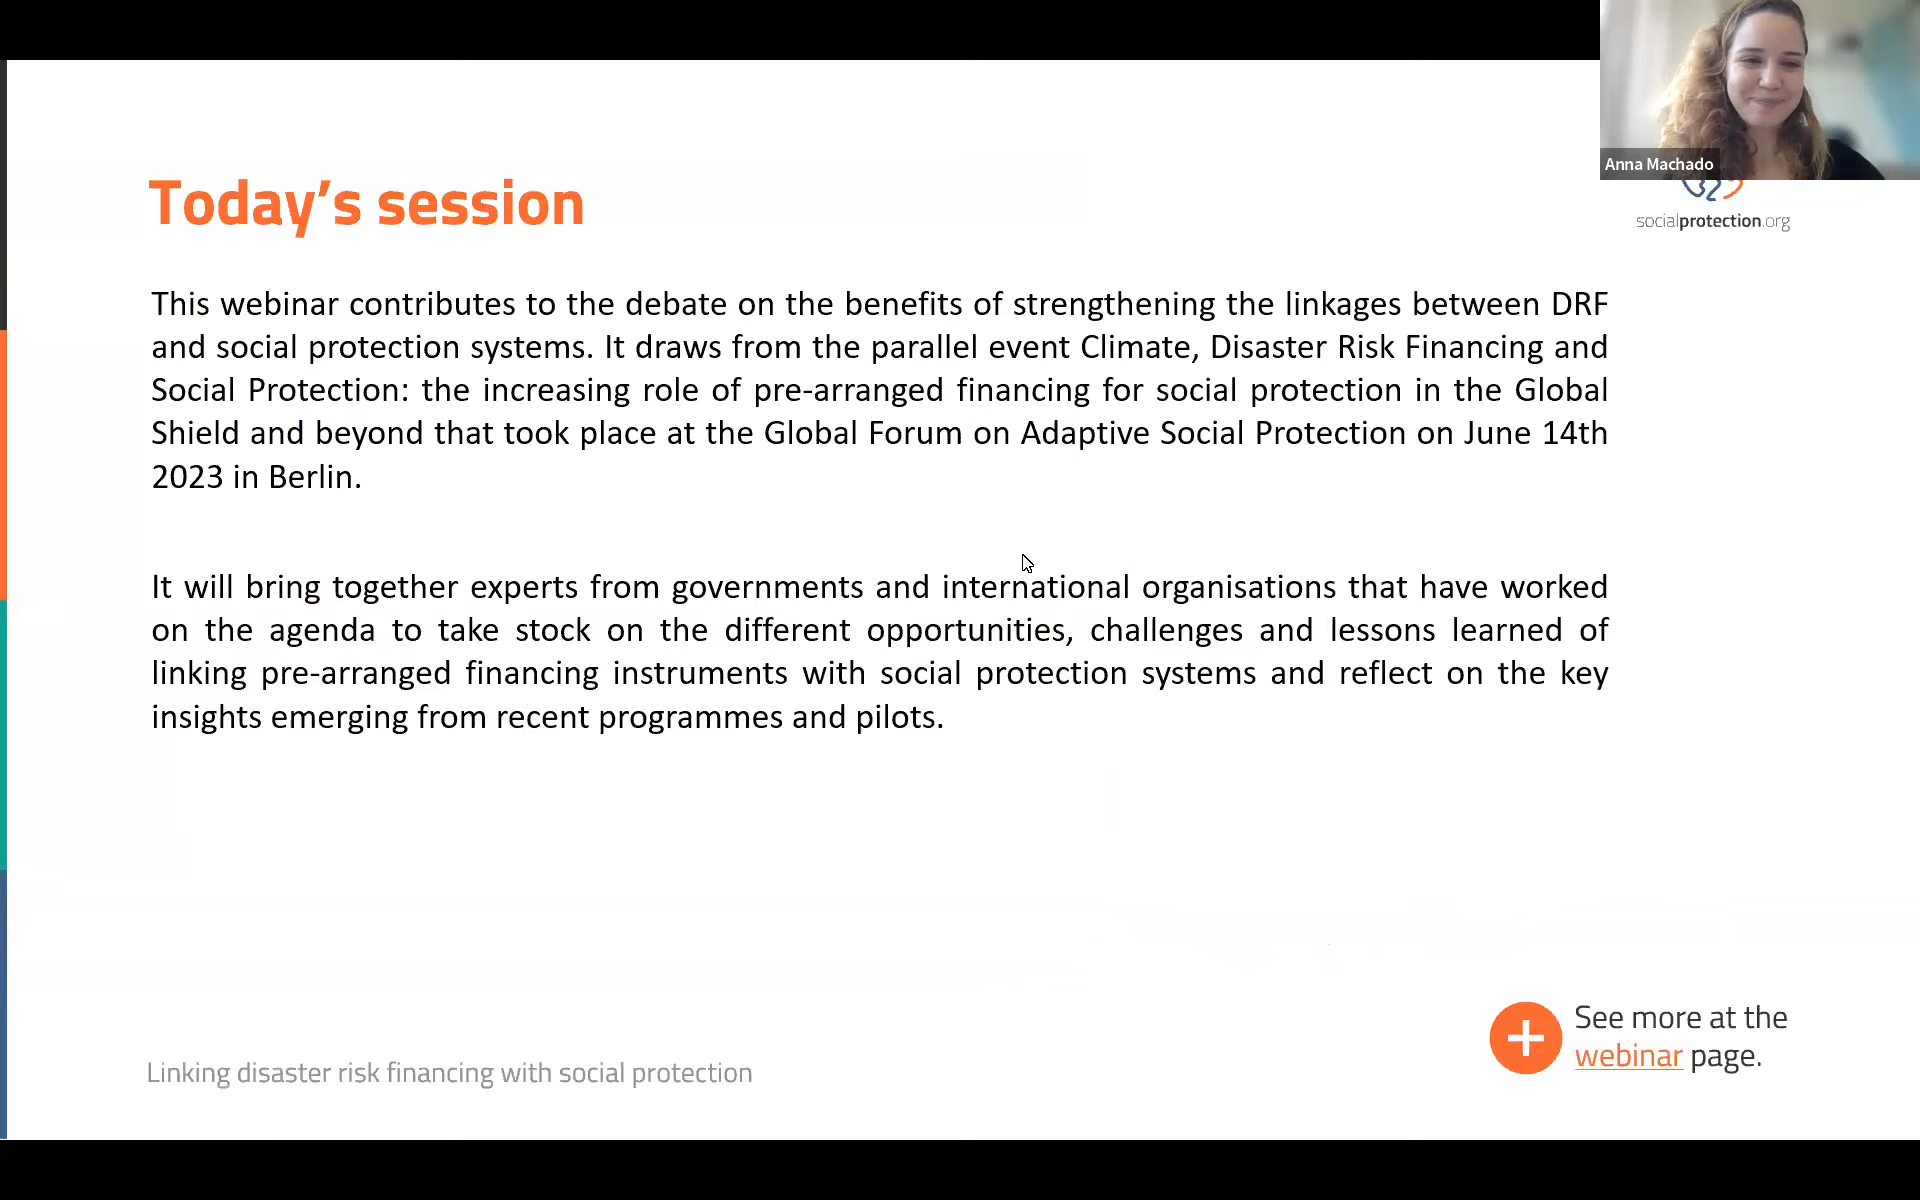 Anna Machado
socialprotection.org
Today's session
This webinar contributes to the debate on the benefits of strengthening the linkages between DRF
and social protection systems. It draws from the parallel event Climate, Disaster Risk Financing and
Social Protection: the increasing role of pre-arranged financing for social protection in the Global
Shield and beyond that took place at the Global Forum on Adaptive Social Protection on June 14th
2023 in Berlin.
It will bring together experts from governments and international organisations that have worked
on the agenda to take stock on the different opportunities, challenges and lessons learned of
linking pre-arranged financing instruments with social protection systems and reflect on the key
insights emerging from recent programmes and pilots.
See more at the
webinar page.
Linking disaster risk financing with social protection